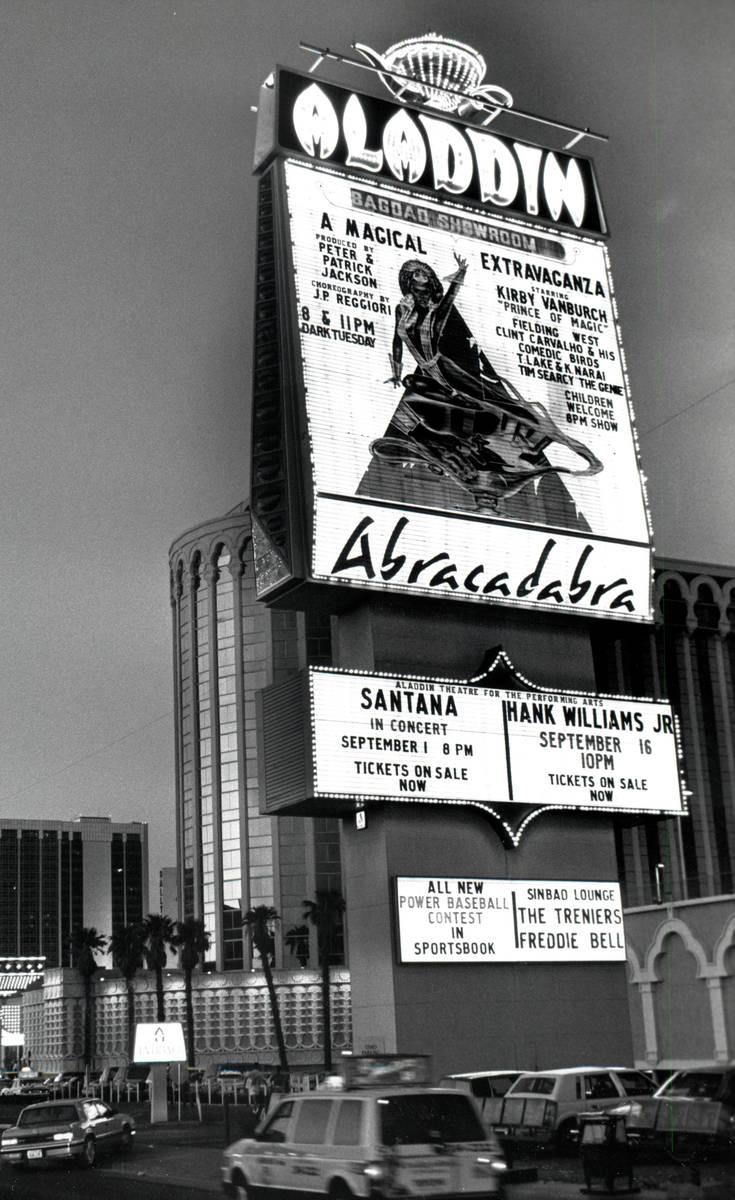 ALADDIN
BAGDAD SHOWROOM
A MAGICAL
PRODUCED BY
PETER &
PATRICK
JACKSON
CHOREOGRAPHY BY
J.P. REGGIORI
8 & 11PM
DARK TUESDAY
EXTRAVAGANZA
STARRING
KIRBY VANBURCH
"PRINCE OF MAGIC"
FIELDING WEST
CLINT CARVALHO & HIS
COMEDIC BIRDS
T. LAKE & K NARAI
TIM SEARCY THE GENIE
CHILDREN
WELCOME
8PM SHOW
Abracadabra
ALADDIN THEATRE FOR THE PERFORMING ARTS
SANTANA
IN CONCERT
SEPTEMBER 1 8 PM
TICKETS ON SALE
NOW
HANK WILLIAMS JR
SEPTEMBER 16
10PM
TICKETS ON SALE
NOW
ALL NEW
POWER BASEBALL
CONTEST
IN
SPORTSBOOK
SINBAD LOUNGE
THE TRENIERS
FREDDIE BELL